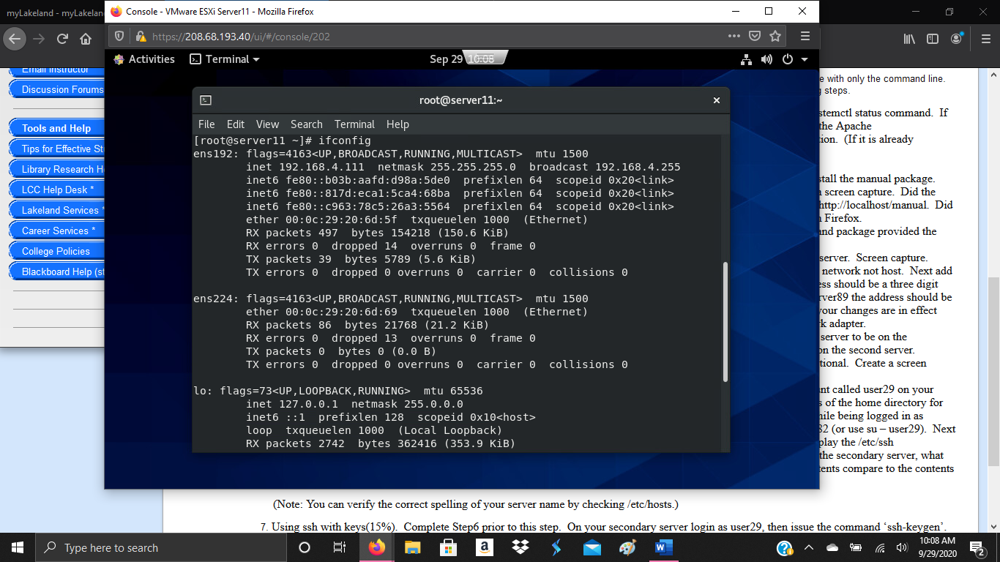 myLakeland - myLakelan
Console - VMware ESXi Server11 - Mozilla Firefox
https://208.68.193.40/ui/#/console/202
Activities
Terminal
Sep 29
root@server11:~
File Edit View Search Terminal Help
[root@server11 ~]# ifconfig
ens192: flags=4163<UP,BROADCAST,RUNNING,MULTICAST>  mtu 1500
inet 192.168.4.111  netmask 255.255.255.0  broadcast 192.168.4.255
inet6 fe80::b03b:aafd:d98a:5de0  prefixlen 64  scopeid 0x20<link>
inet6 fe80::817d:eca1:5ca4:68ba  prefixlen 64  scopeid 0x20<link>
inet6 fe80::c963:78c5:26a3:5564  prefixlen 64  scopeid 0x20<link>
ether 00:0c:29:20:6d:5f  txqueuelen 1000  (Ethernet)
RX packets 497  bytes 154218 (150.6 KiB)
RX errors 0  dropped 14  overruns 0  frame 0
TX packets 39  bytes 5789 (5.6 KiB)
TX errors 0  dropped 0 overruns 0  carrier 0  collisions 0
ens224: flags=4163<UP,BROADCAST,RUNNING,MULTICAST>  mtu 1500
ether 00:0c:29:20:6d:69  txqueuelen 1000  (Ethernet)
RX packets 86  bytes 21768 (21.2 KiB)
RX errors 0  dropped 13  overruns 0  frame 0
TX packets 0  bytes 0 (0.0 B)
TX errors 0  dropped 0 overruns 0  carrier 0  collisions 0
lo: flags=73<UP,LOOPBACK,RUNNING>  mtu 65536
inet 127.0.0.1  netmask 255.0.0.0
inet6 ::1  prefixlen 128  scopeid 0x10<host>
loop  txqueuelen 1000  (Local Loopback)
RX packets 2742  bytes 362416 (353.9 KiB)
Email Instructor
Discussion Forums
Tools and Help
Tips for Effective St
Library Research H
LCC Help Desk *
Lakeland Services *
Career Services *
College Policies
Blackboard Help (st
e with only the command line.
g steps.
stemctl status command.  If
the Apache
ion.  (If it is already
stall the manual package.
a screen capture.  Did the
http://localhost/manual.  Did
n Firefox.
and package provided the
server.  Screen capture.
network not host.  Next add
ess should be a three digit
rver89 the address should be
your changes are in effect
rk adapter.
server to be on the
on the second server.
tional.  Create a screen
nt called user29 on your
s of the home directory for
hile being logged in as
82 (or use su – user29).  Next
play the /etc/ssh
the secondary server, what
tents compare to the contents
(Note: You can verify the correct spelling of your server name by checking /etc/hosts.)
7. Using ssh with keys(15%).  Complete Step6 prior to this step.  On your secondary server login as user29, then issue the command ‘ssh-keygen’.
Type here to search
10:08 AM
9/29/2020
2